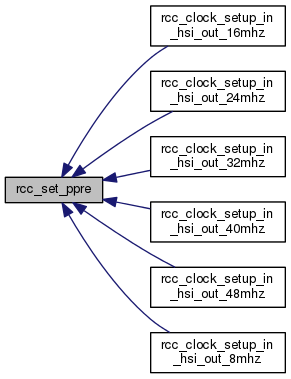 rcc_clock_setup_in
_hsi_out_16mhz
rcc_clock_setup_in
_hsi_out_24mhz
rcc_clock_setup_in
_hsi_out_32mhz
rcc_set_ppre
rcc_clock_setup_in
_hsi_out_40mhz
rcc_clock_setup_in
_hsi_out_48mhz
rcc_clock_setup_in
_hsi_out_8mhz